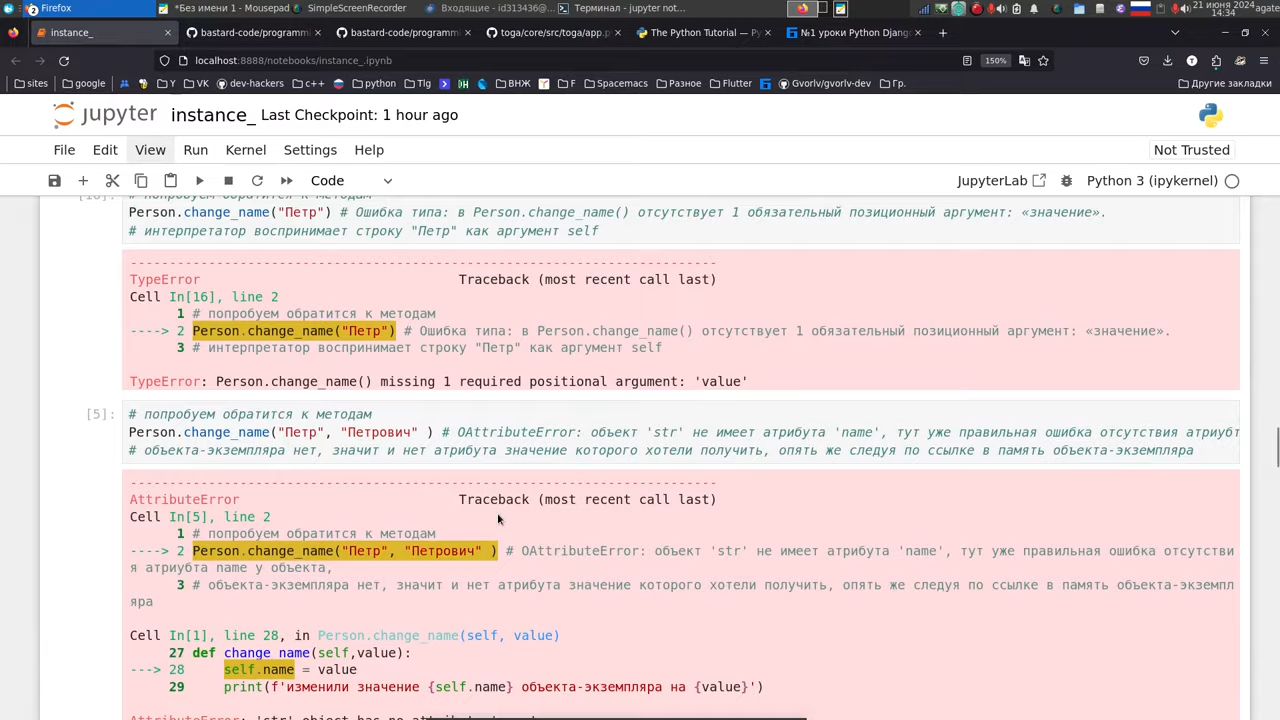 Firefox
*Без имени 1 - Mousepad
SimpleScreenRecorder
Входящие - id313436@...
Терминал - jupyter not...
21 июня 2024
14:34
instance_
bastard-code/programmi
bastard-code/programmi
toga/core/src/toga/app.p
The Python Tutorial — Py
№1 уроки Python Djang
localhost:8888/notebooks/instance_.ipynb
150%
sites
google
Y
VK
dev-hackers
c++
python
Tlg
ВНЖ
F
Spacemacs
Разное
Flutter
Gvorlv/gvorlv-dev
Гр.
Другие закладки
jupyter instance_ Last Checkpoint: 1 hour ago
File Edit View Run Kernel Settings Help
Not Trusted
Code
JupyterLab
Python 3 (ipykernel)
# попробуем обратится к методам
Person.change_name("Петр") # Ошибка типа: в Person.change_name() отсутствует 1 обязательный позиционный аргумент: «значение».
# интерпретатор воспринимает строку "Петр" как аргумент self
---------------------------------------------------------------------------
TypeError Traceback (most recent call last)
Cell In[16], line 2
1 # попробуем обратится к методам
----> 2 Person.change_name("Петр") # Ошибка типа: в Person.change_name() отсутствует 1 обязательный позиционный аргумент: «значение».
3 # интерпретатор воспринимает строку "Петр" как аргумент self
TypeError: Person.change_name() missing 1 required positional argument: 'value'
[5]:
# попробуем обратится к методам
Person.change_name("Петр", "Петрович" ) # OAttributeError: объект 'str' не имеет атрибута 'name', тут уже правильная ошибка отсутствия атриубт
# объекта-экземпляра нет, значит и нет атрибута значение которого хотели получить, опять же следуя по ссылке в память объекта-экземпляра
---------------------------------------------------------------------------
AttributeError Traceback (most recent call last)
Cell In[5], line 2
1 # попробуем обратится к методам
----> 2 Person.change_name("Петр", "Петрович" ) # OAttributeError: объект 'str' не имеет атрибута 'name', тут уже правильная ошибка отсутстви
я атриубта name у объекта,
3 # объекта-экземпляра нет, значит и нет атрибута значение которого хотели получить, опять же следуя по ссылке в память объекта-экземпл
яра
Cell In[1], line 28, in Person.change_name(self, value)
27 def change_name(self,value):
---> 28 self.name = value
29 print(f'изменили значение {self.name} объекта-экземпляра на {value}')
AttributeError: 'str' object has no